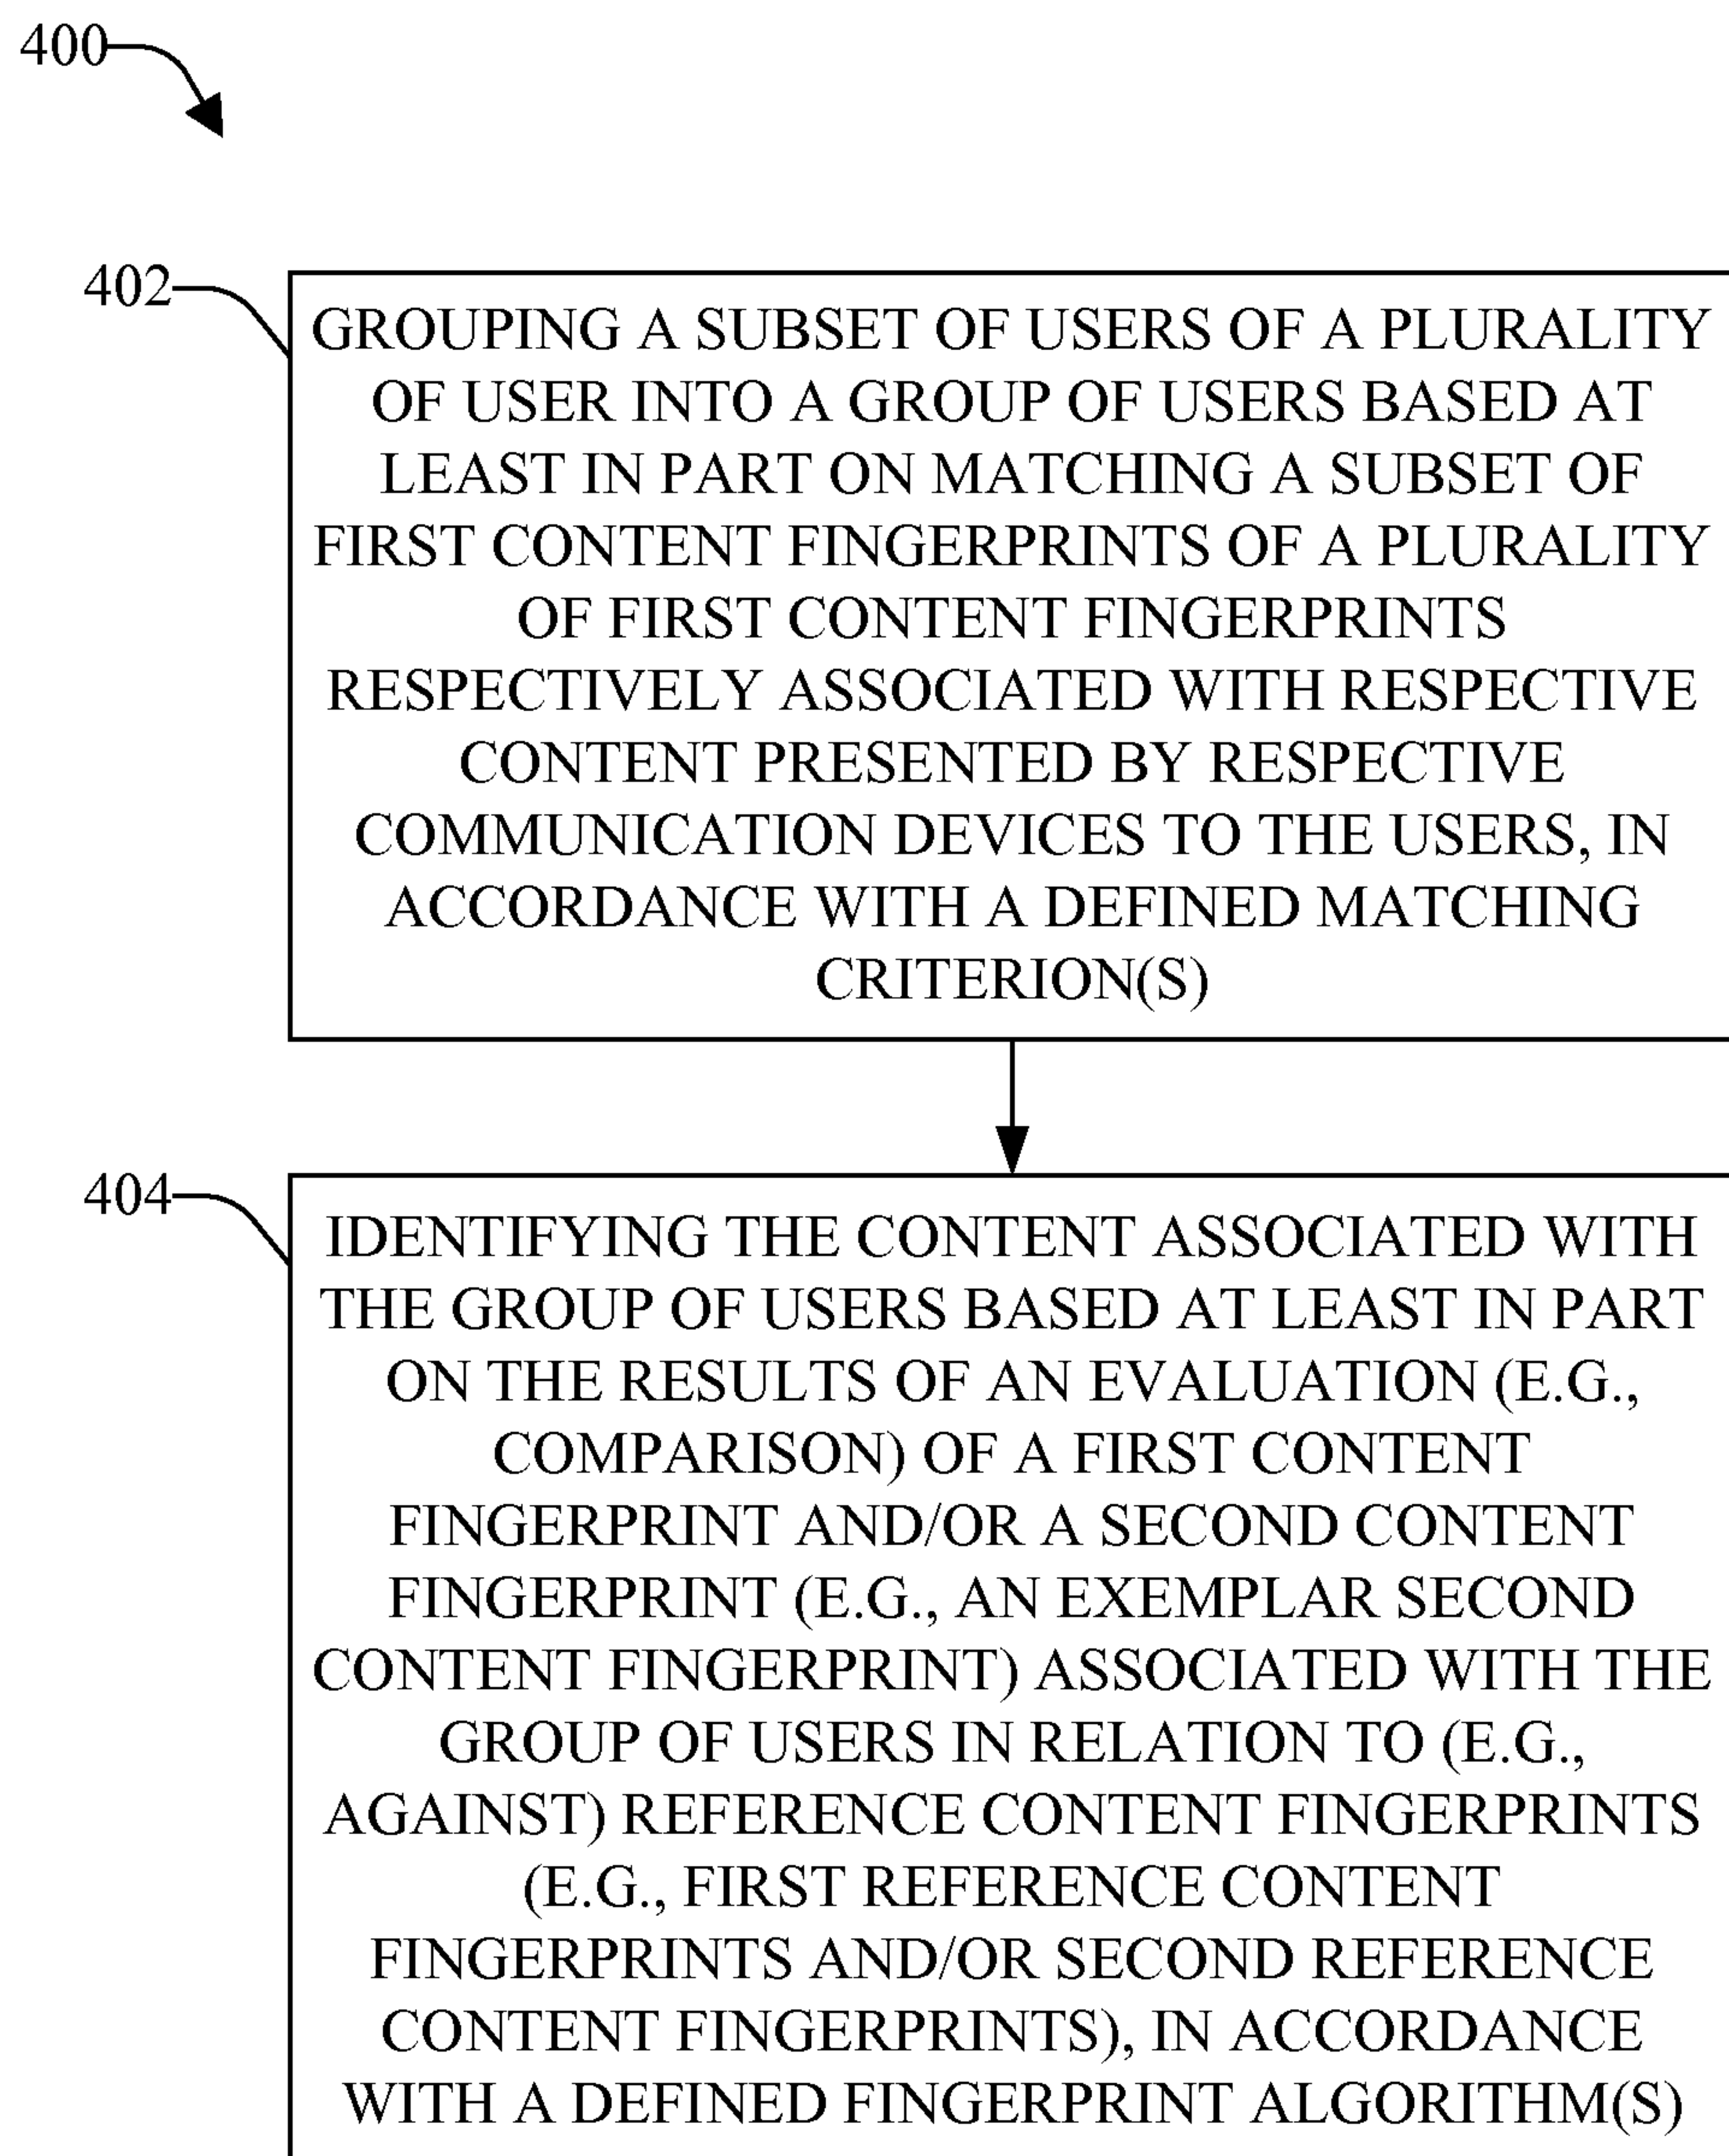 400
402
GROUPING A SUBSET OF USERS OF A PLURALITY
OF USER INTO A GROUP OF USERS BASED AT
LEAST IN PART ON MATCHING A SUBSET OF
FIRST CONTENT FINGERPRINTS OF A PLURALITY
OF FIRST CONTENT FINGERPRINTS
RESPECTIVELY ASSOCIATED WITH RESPECTIVE
CONTENT PRESENTED BY RESPECTIVE
COMMUNICATION DEVICES TO THE USERS, IN
ACCORDANCE WITH A DEFINED MATCHING
CRITERION(S)
404
IDENTIFYING THE CONTENT ASSOCIATED WITH
THE GROUP OF USERS BASED AT LEAST IN PART
ON THE RESULTS OF AN EVALUATION (E.G.,
COMPARISON) OF A FIRST CONTENT
FINGERPRINT AND/OR A SECOND CONTENT
FINGERPRINT (E.G., AN EXEMPLAR SECOND
CONTENT FINGERPRINT) ASSOCIATED WITH THE
GROUP OF USERS IN RELATION TO (E.G.,
AGAINST) REFERENCE CONTENT FINGERPRINTS
(E.G., FIRST REFERENCE CONTENT
FINGERPRINTS AND/OR SECOND REFERENCE
CONTENT FINGERPRINTS), IN ACCORDANCE
WITH A DEFINED FINGERPRINT ALGORITHM(S)